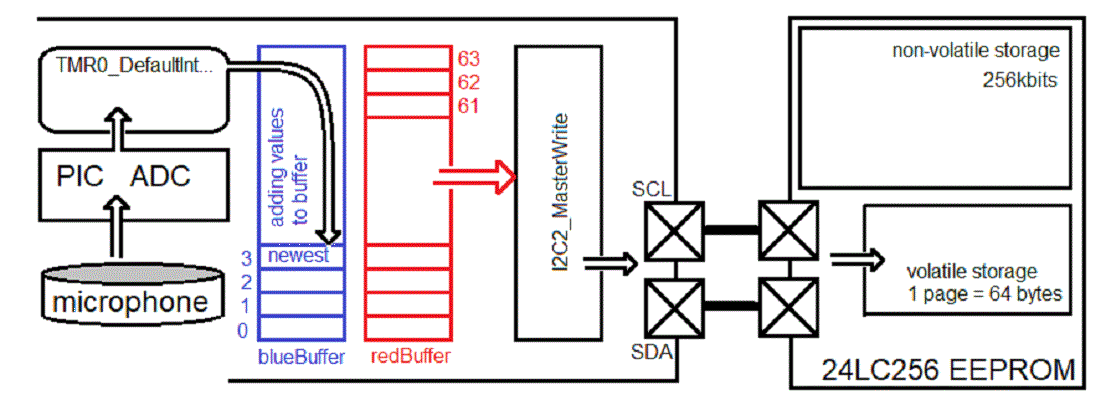 TMR0_DefaultInt...
PIC ADC
microphone
adding values
to buffer
newest
3
2
1
0
blueBuffer
63
62
61
redBuffer
I2C2_MasterWrite
SCL
SDA
non-volatile storage
256kbits
volatile storage
1 page = 64 bytes
24LC256 EEPROM